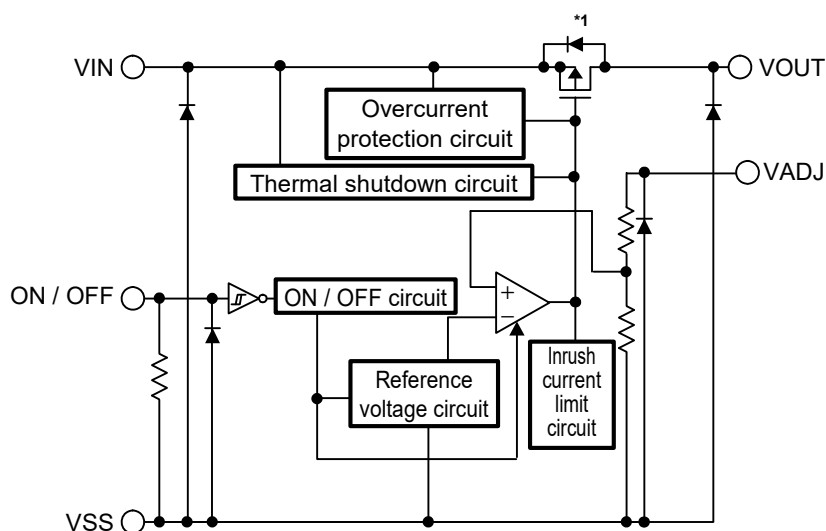 *1
VIN
VOUT
Overcurrent
protection circuit
Thermal shutdown circuit
VADJ
ON / OFF
ON / OFF circuit
+
−
Reference
voltage circuit
Inrush
current
limit
circuit
VSS